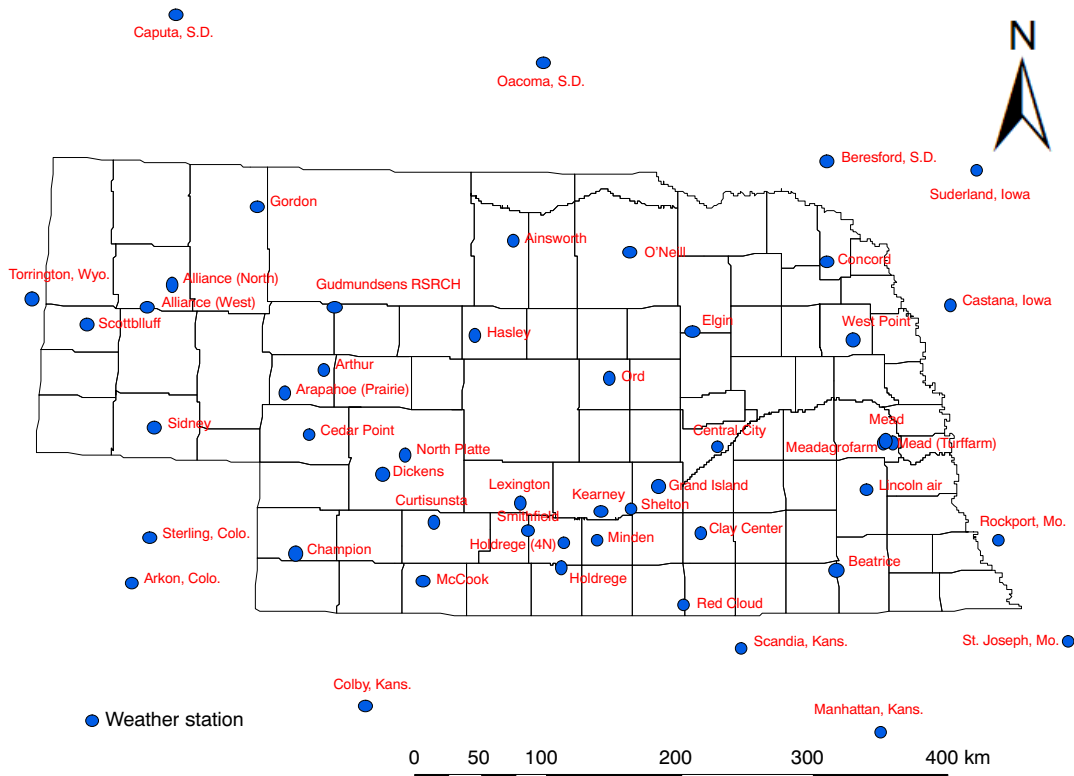 Caputa, S.D.
N
Oacoma, S.D.
Beresford, S.D.
Suderland, Iowa
Gordon
Ainsworth
O'Neill
Concord
Torrington, Wyo.
Alliance (North)
Gudmundsens RSRCH
Alliance (West)
Castana, Iowa
Scottblluff
Hasley
Elgin
West Point
Arthur
Arapahoe (Prairie)
Ord
Sidney
Cedar Point
Mead
Central City
North Platte
Meadagrofarm
Mead (Turffarm)
Dickens
Lexington
Grand Island
Lincoln air
Curtisunsta
Kearney
Shelton
Smithfield
Rockport, Mo.
Sterling, Colo.
Clay Center
Holdrege (4N)
Minden
Champion
Beatrice
Arkon, Colo.
McCook
Holdrege
Red Cloud
Scandia, Kans.
St. Joseph, Mo.
Colby, Kans.
Manhattan, Kans.
Weather station
0 50 100 200 300 400 km